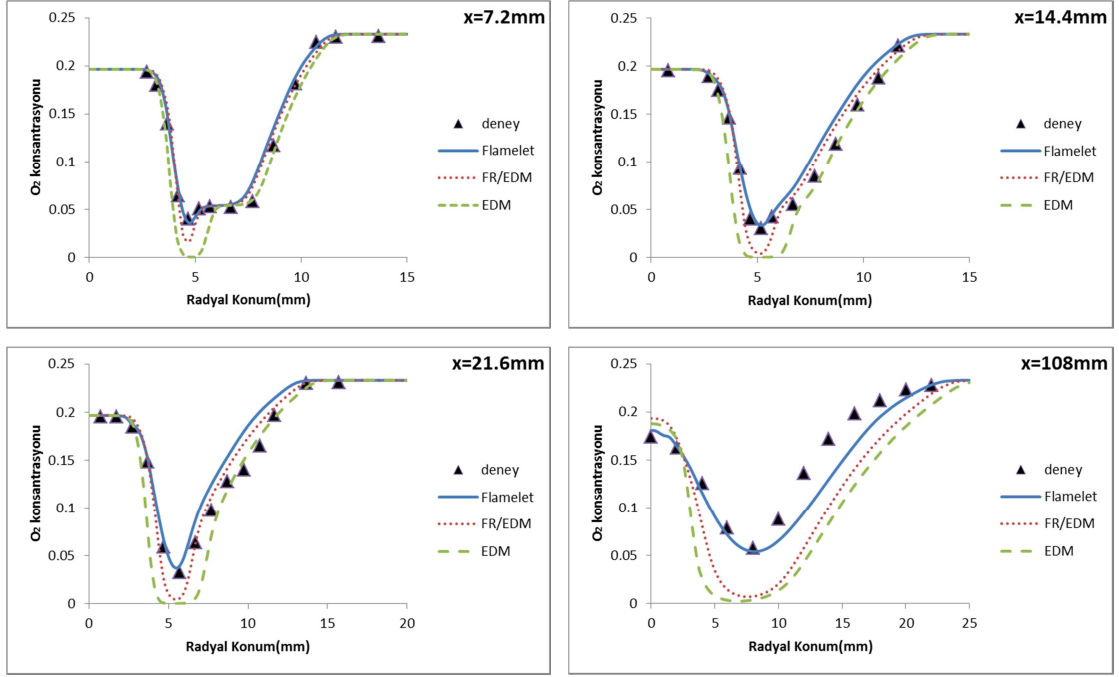 x=7.2mm
0.25
0.2
0.15
0.1
0.05
0
0 5 10 15
O₂ konsantrasyonu
Radyal Konum(mm)
deney
Flamelet
FR/EDM
EDM
x=14.4mm
0.25
0.2
0.15
0.1
0.05
0
0 5 10 15
O₂ konsantrasyonu
Radyal Konum(mm)
deney
Flamelet
FR/EDM
EDM
x=21.6mm
0.25
0.2
0.15
0.1
0.05
0
0 5 10 15 20
O₂ konsantrasyonu
Radyal Konum(mm)
deney
Flamelet
FR/EDM
EDM
x=108mm
0.25
0.2
0.15
0.1
0.05
0
0 5 10 15 20 25
O₂ konsantrasyonu
Radyal Konum(mm)
deney
Flamelet
FR/EDM
EDM